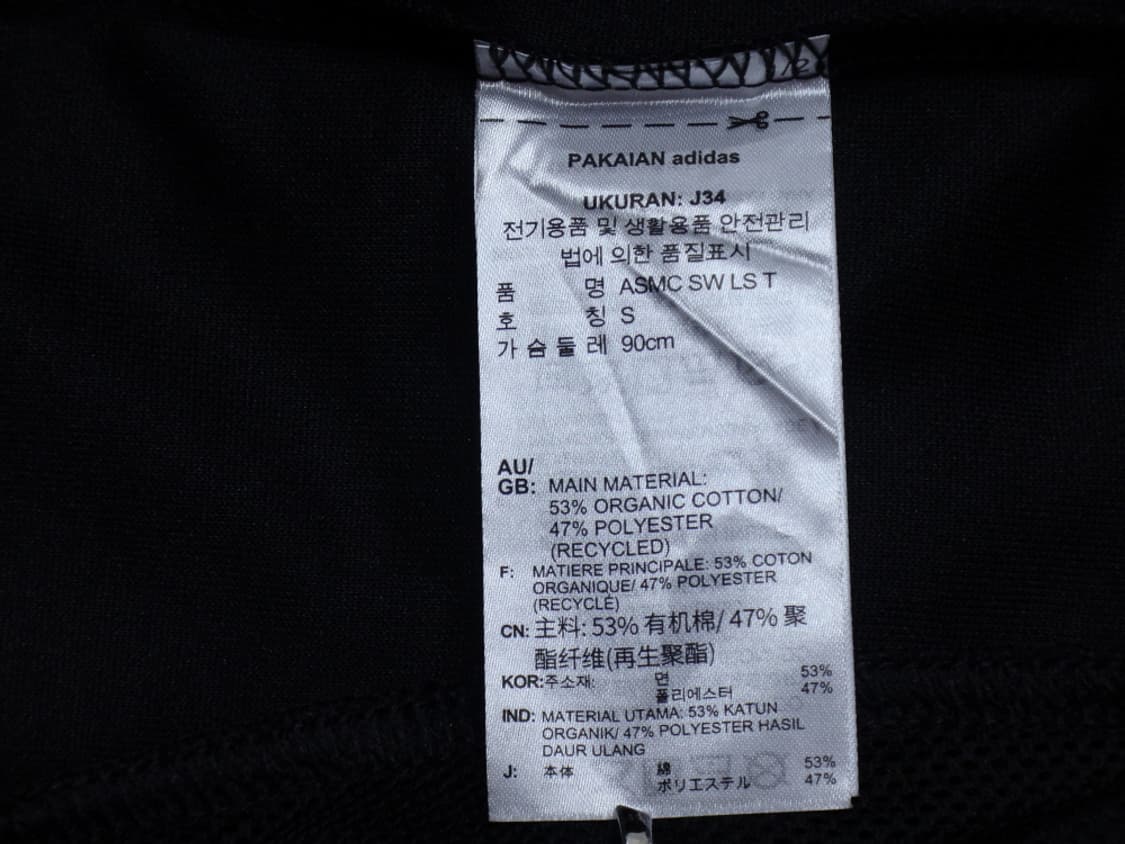 PAKAIAN adidas
UKURAN: J34
전기용품 및 생활용품 안전관리
법에 의한 품질표시
품 명 ASMC SW LS T
호 칭 S
가 슴 둘 레 90cm
AU/
GB: MAIN MATERIAL:
53% ORGANIC COTTON/
47% POLYESTER
(RECYCLED)
F: MATIERE PRINCIPALE: 53% COTON
ORGANIQUE/ 47% POLYESTER
(RECYCLÉ)
CN: 主料: 53% 有机棉/ 47% 聚
酯纤维(再生聚酯)
KOR: 주소재: 면 53%
폴리에스터 47%
IND: MATERIAL UTAMA: 53% KATUN
ORGANIK/ 47% POLYESTER HASIL
DAUR ULANG
J: 本体 綿 53%
ポリエステル 47%